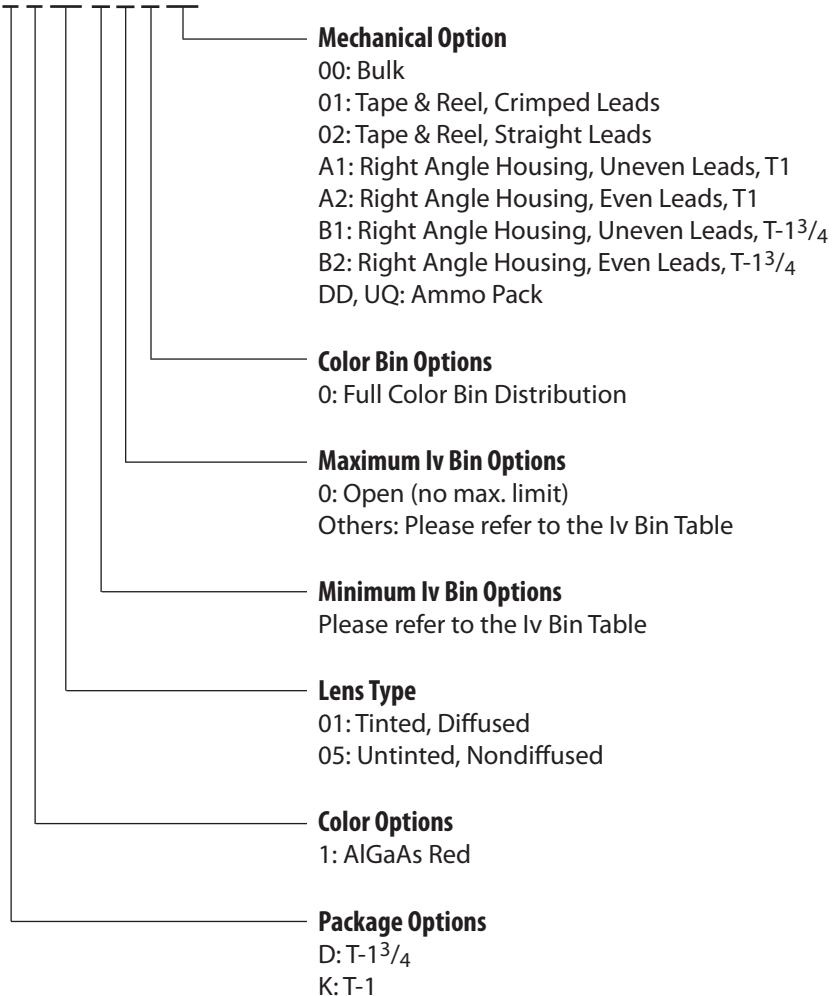 Mechanical Option
00: Bulk
01: Tape & Reel, Crimped Leads
02: Tape & Reel, Straight Leads
A1: Right Angle Housing, Uneven Leads, T1
A2: Right Angle Housing, Even Leads, T1
B1: Right Angle Housing, Uneven Leads, T-13/4
B2: Right Angle Housing, Even Leads, T-13/4
DD, UQ: Ammo Pack
Color Bin Options
0: Full Color Bin Distribution
Maximum Iv Bin Options
0: Open (no max. limit)
Others: Please refer to the Iv Bin Table
Minimum Iv Bin Options
Please refer to the Iv Bin Table
Lens Type
01: Tinted, Diffused
05: Untinted, Nondiffused
Color Options
1: AlGaAs Red
Package Options
D: T-13/4
K: T-1